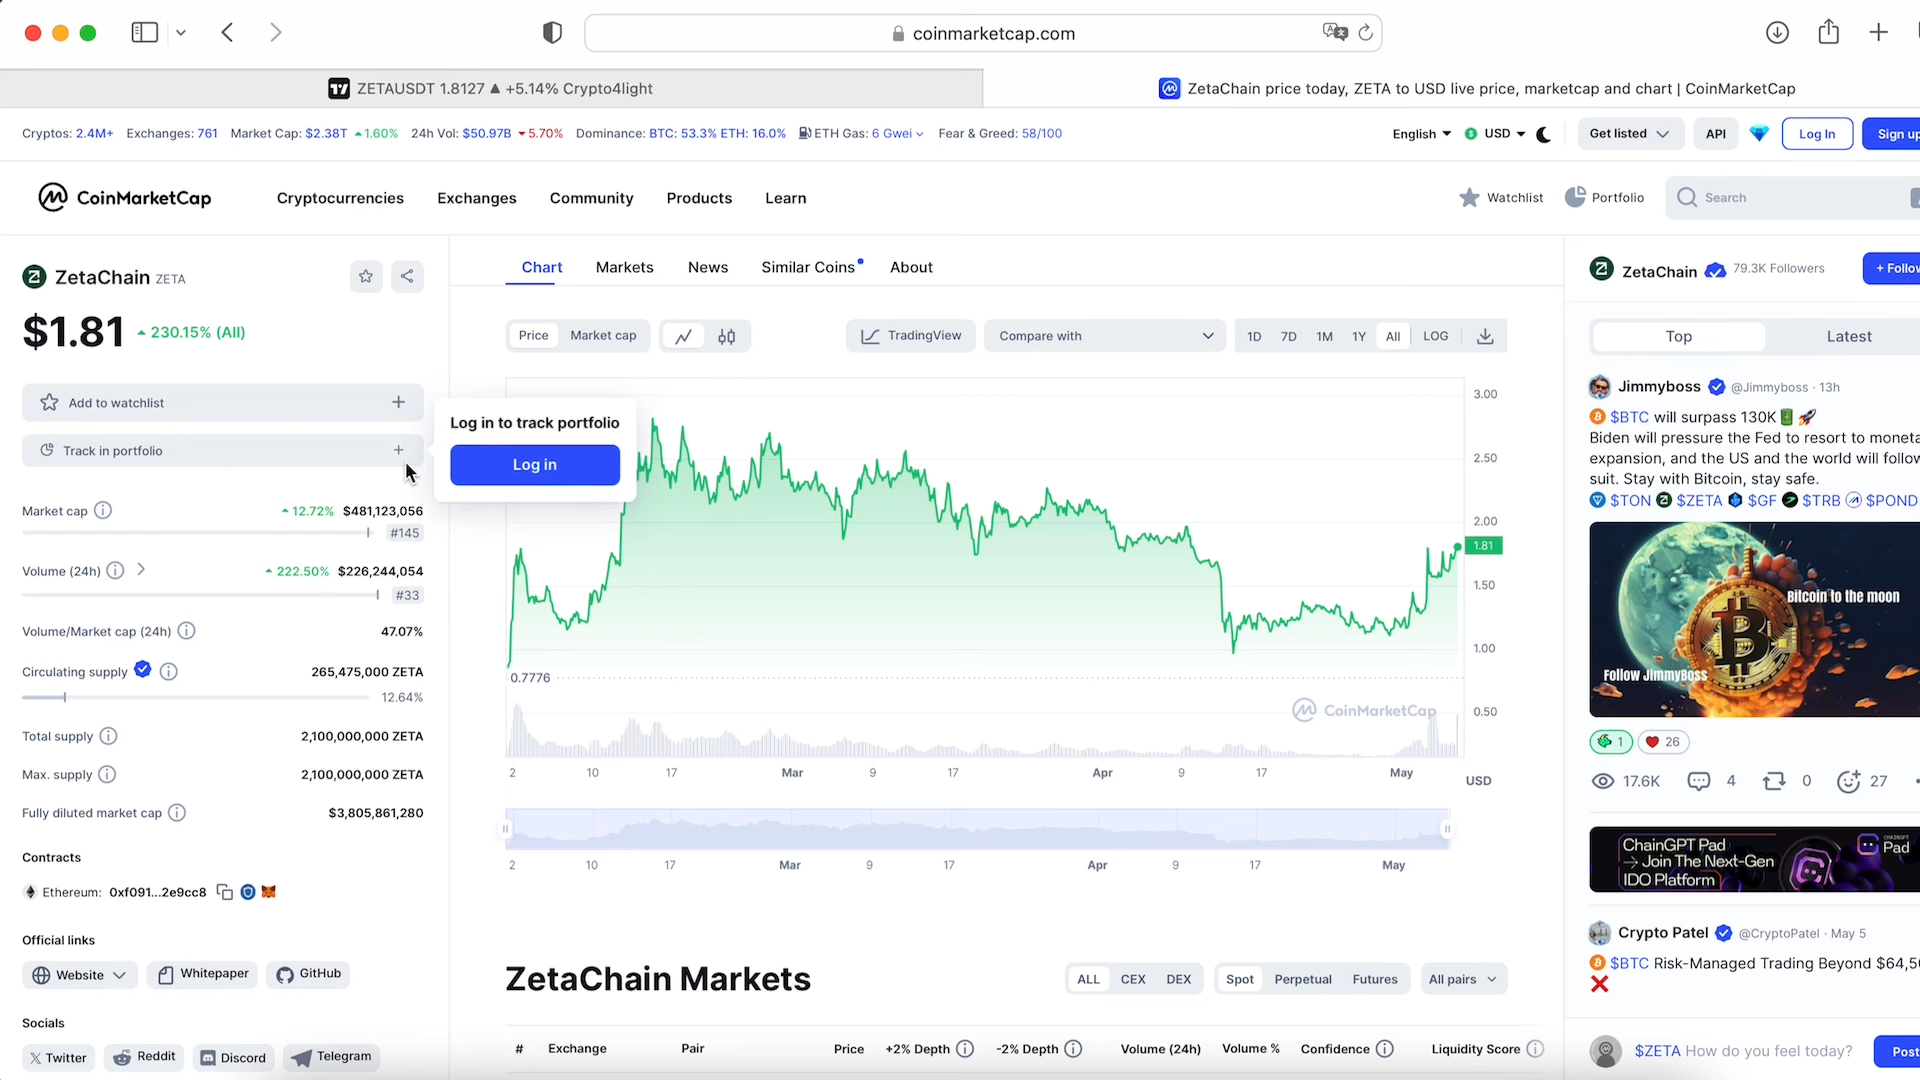 coinmarketcap.com
ZETAUSDT 1.8127 ▲ +5.14% Crypto4light
ZetaChain price today, ZETA to USD live price, marketcap and chart | CoinMarketCap
Cryptos: 2.4M+ Exchanges: 761 Market Cap: $2.38T 1.60% 24h Vol: $50.97B 5.70% Dominance: BTC: 53.3% ETH: 16.0% ETH Gas: 6 Gwei Fear & Greed: 58/100
English USD Get listed API Log In Sign up
CoinMarketCap
Cryptocurrencies Exchanges Community Products Learn
Watchlist Portfolio Search
ZetaChain ZETA
$1.81 230.15% (All)
Add to watchlist
Track in portfolio
Log in to track portfolio
Log in
Market cap 12.72% $481,123,056
#145
Volume (24h) 222.50% $226,244,054
#33
Volume/Market cap (24h) 47.07%
Circulating supply 265,475,000 ZETA
12.64%
Total supply 2,100,000,000 ZETA
Max. supply 2,100,000,000 ZETA
Fully diluted market cap $3,805,861,280
Contracts
Ethereum: 0xf091...2e9cc8
Official links
Website Whitepaper GitHub
Socials
Twitter Reddit Discord Telegram
Chart Markets News Similar Coins About
Price Market cap TradingView Compare with 1D 7D 1M 1Y All LOG
3.00
2.50
2.00
1.81
1.50
1.00
0.7776
0.50
CoinMarketCap
2 10 17 Mar 9 17 Apr 9 17 May USD
2 10 17 Mar 9 17 Apr 9 17 May
ZetaChain Markets
ALL CEX DEX Spot Perpetual Futures All pairs
# Exchange Pair Price +2% Depth -2% Depth Volume (24h) Volume % Confidence Liquidity Score
ZetaChain 79.3K Followers + Follow
Top Latest
Jimmyboss @Jimmyboss · 13h
$BTC will surpass 130K
Biden will pressure the Fed to resort to moneta
expansion, and the US and the world will follow
suit. Stay with Bitcoin, stay safe.
$TON $ZETA $GF $TRB $POND
Bitcoin to the moon
Follow JimmyBoss
1 26
17.6K 4 0 27
ChainGPT Pad
→ Join The Next-Gen
IDO Platform
CHAINGPT
Pad
Crypto Patel @CryptoPatel · May 5
$BTC Risk-Managed Trading Beyond $64,50
$ZETA How do you feel today? Post